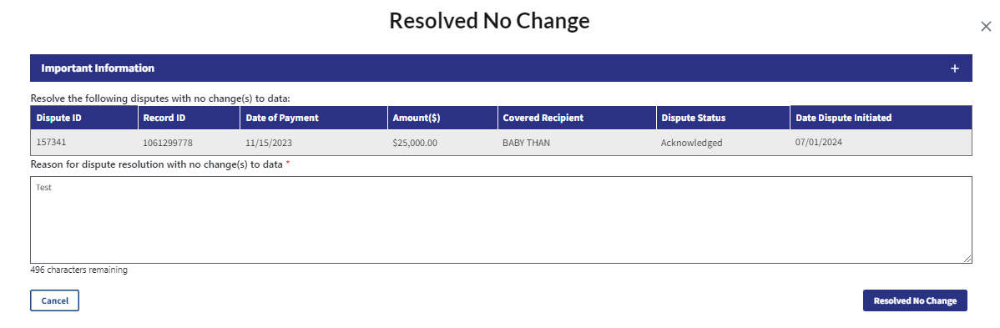 Resolved No Change
Important Information
Resolve the following disputes with no change(s) to data:
Dispute ID Record ID Date of Payment Amount($) Covered Recipient Dispute Status Date Dispute Initiated
157341 1061299778 11/15/2023 $25,000.00 BABY THAN Acknowledged 07/01/2024
Reason for dispute resolution with no change(s) to data *
Test
496 characters remaining
Cancel Resolved No Change